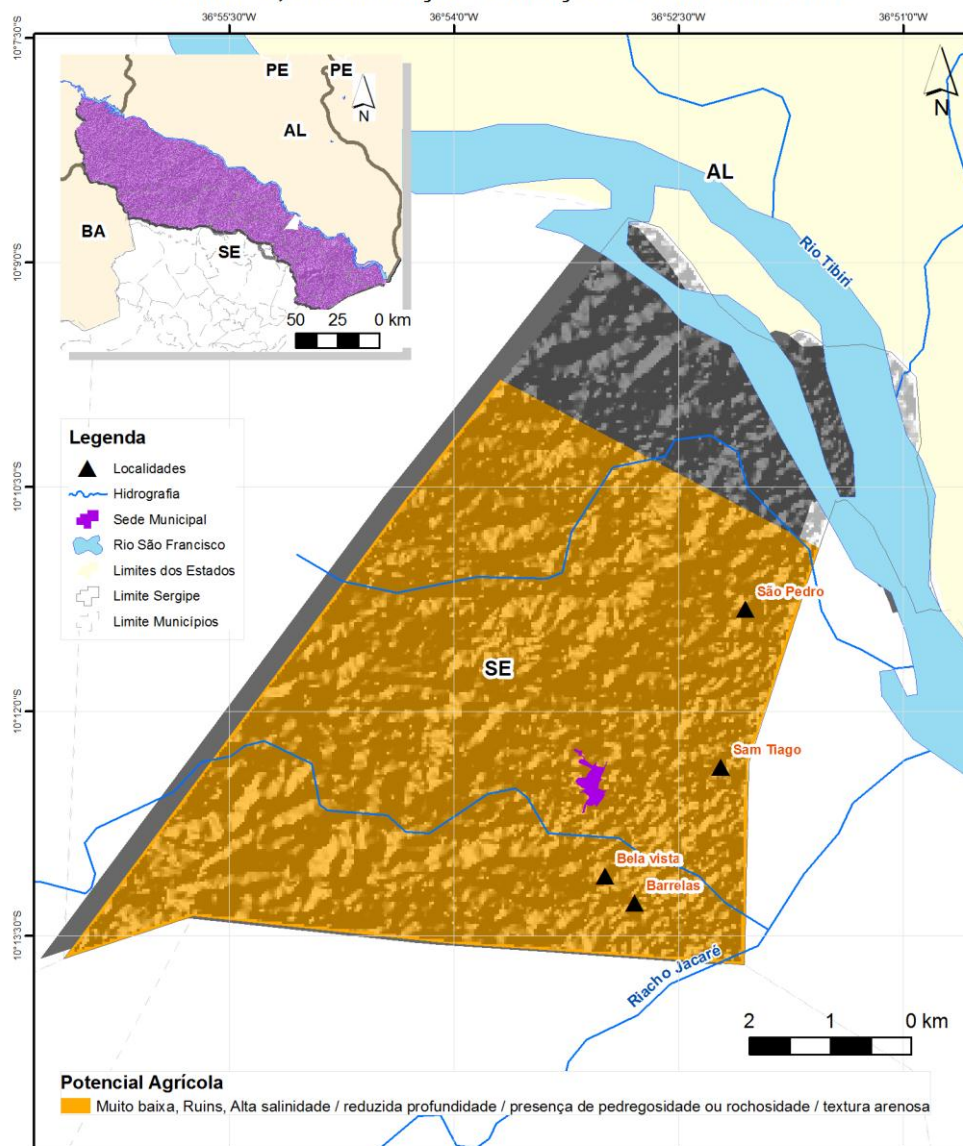 36°55'30"W 36°54'0"W 36°52'30"W 36°51'0"W
10°7'30"S
PE PE
N
AL
BA
SE
50 25 0 km
N
AL
10°9'0"S
Rio Tibiri
Legenda
Localidades
Hidrografia
Sede Municipal
Rio São Francisco
Limites dos Estados
Limite Sergipe
Limite Municípios
10°10'30"S
São Pedro
SE
10°12'0"S
Sam Tiago
Bela vista
Barrelas
10°13'30"S
Riacho Jacaré
2 1 0 km
Potencial Agrícola
Muito baixa, Ruins, Alta salinidade / reduzida profundidade / presença de pedregosidade ou rochosidade / textura arenosa